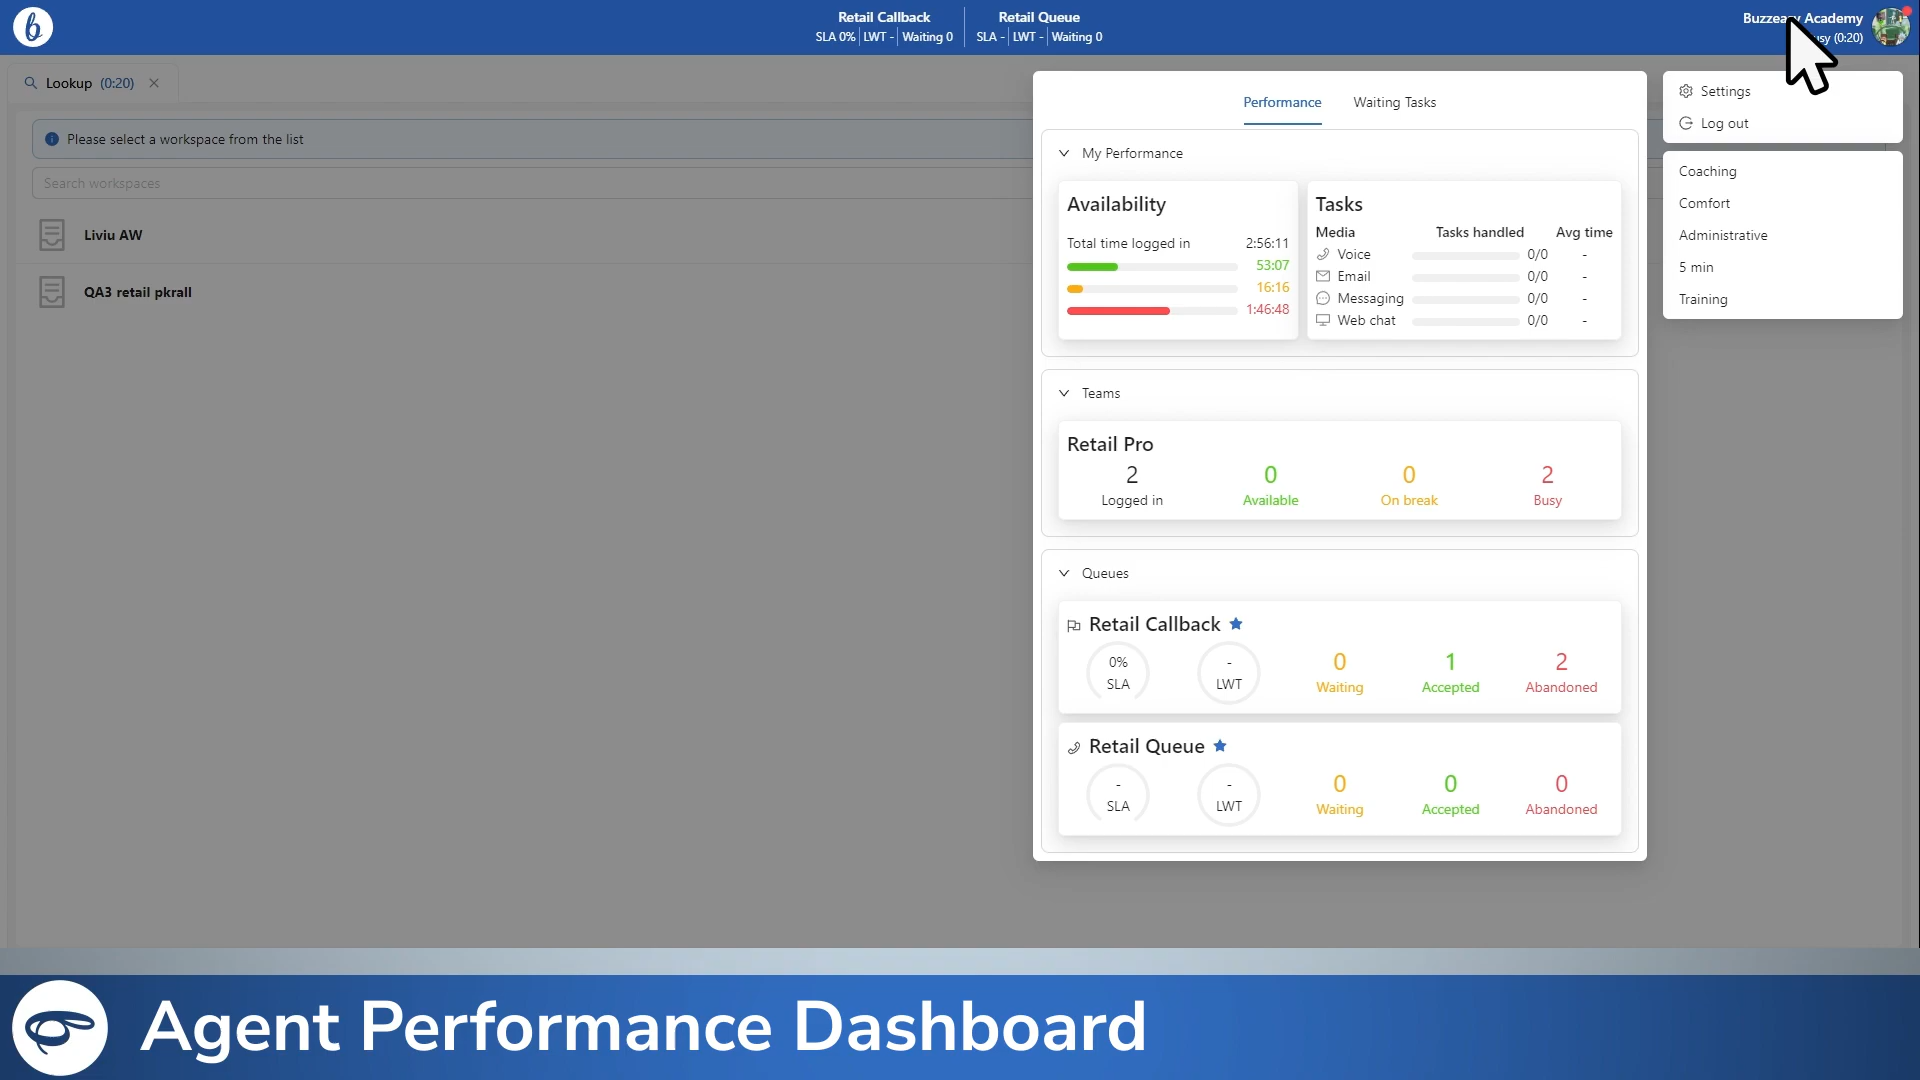 b
Retail Callback
SLA 0% | LWT - | Waiting 0
Retail Queue
SLA - | LWT - | Waiting 0
Academy
(0:20)
Lookup (0:20)
Please select a workspace from the list
Search workspaces
Liviu AW
QA3 retail pkrall
Performance
Waiting Tasks
My Performance
Availability
Total time logged in 2:56:11
53:07
16:16
1:46:48
Tasks
Media Tasks handled Avg time
Voice 0/0 -
Email 0/0 -
Messaging 0/0 -
Web chat 0/0 -
Teams
Retail Pro
2 0 0 2
Logged in Available On break Busy
Queues
Retail Callback
0% - 0 1 2
SLA LWT Waiting Accepted Abandoned
Retail Queue
- - 0 0 0
SLA LWT Waiting Accepted Abandoned
Settings
Log out
Coaching
Comfort
Administrative
5 min
Training
Agent Performance Dashboard